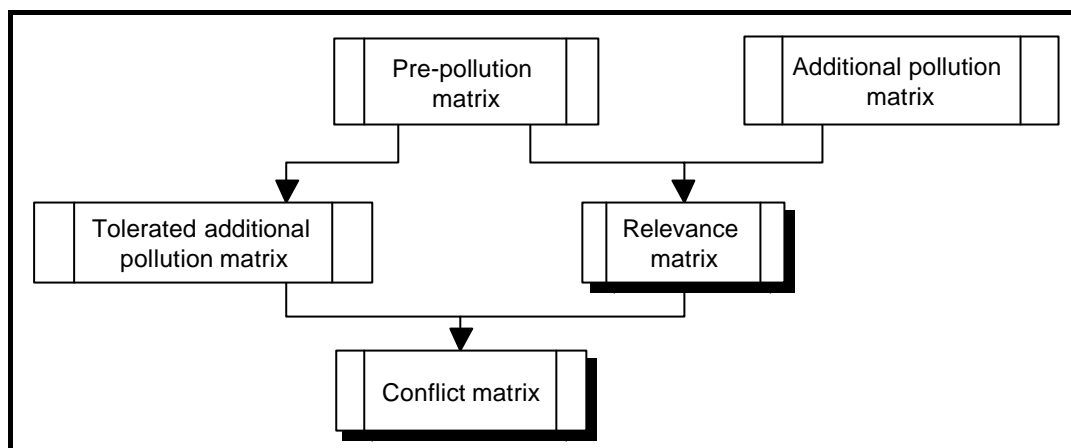 Pre-pollution
matrix
Additional pollution
matrix
Tolerated additional
pollution matrix
Relevance
matrix
Conflict matrix